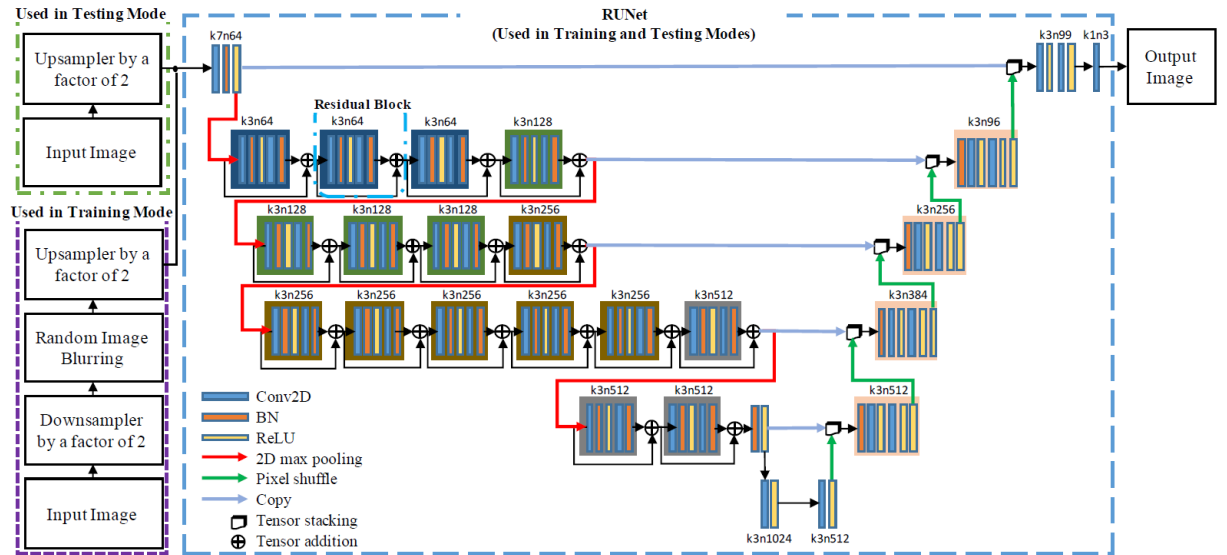 Used in Testing Mode
Upsampler by a
factor of 2
Input Image
Used in Training Mode
Upsampler by a
factor of 2
Random Image
Blurring
Downsampler
by a factor of 2
Input Image
RUNet
(Used in Training and Testing Modes)
k7n64
k3n99
k1n3
Output
Image
Residual Block
k3n64
k3n64
k3n64
k3n128
k3n96
k3n128
k3n128
k3n128
k3n256
k3n256
k3n256
k3n256
k3n256
k3n256
k3n256
k3n512
k3n384
k3n512
k3n512
k3n512
k3n1024
k3n512
Conv2D
BN
ReLU
2D max pooling
Pixel shuffle
Copy
Tensor stacking
Tensor addition